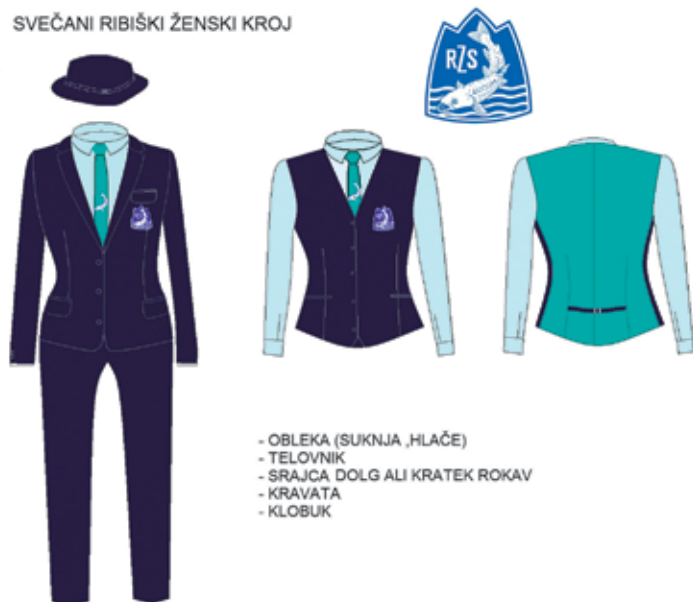 SVEČANI RIBIŠKI ŽENSKI KROJ
RZS
- OBLEKA (SUKNJA ,HLAČE)
- TELOVNIK
- SRAJCA DOLG ALI KRATEK ROKAV
- KRAVATA
- KLOBUK